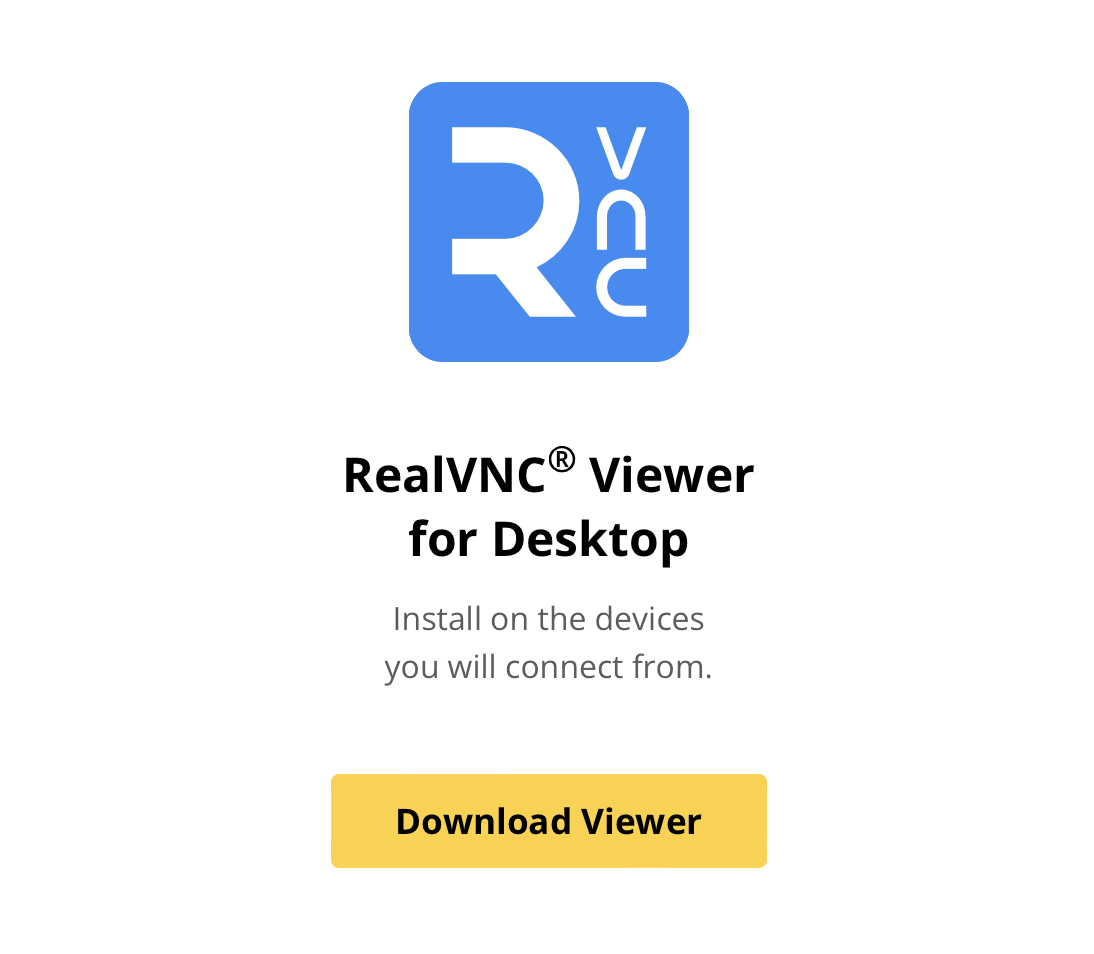 R vnc
RealVNC® Viewer
for Desktop
Install on the devices
you will connect from.
Download Viewer